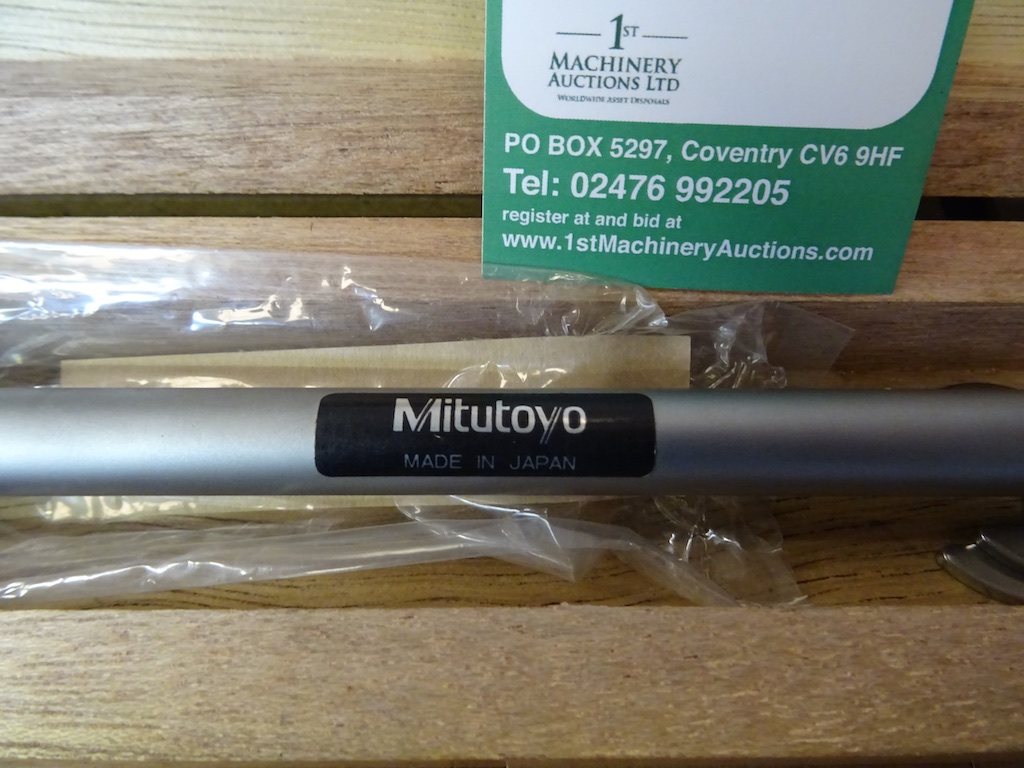 1ST
MACHINERY
AUCTIONS LTD
WORLDWIDE ASSET DISPOSALS
PO BOX 5297, Coventry CV6 9HF
Tel: 02476 992205
register at and bid at
www.1stMachineryAuctions.com
Mitutoyo
MADE IN JAPAN